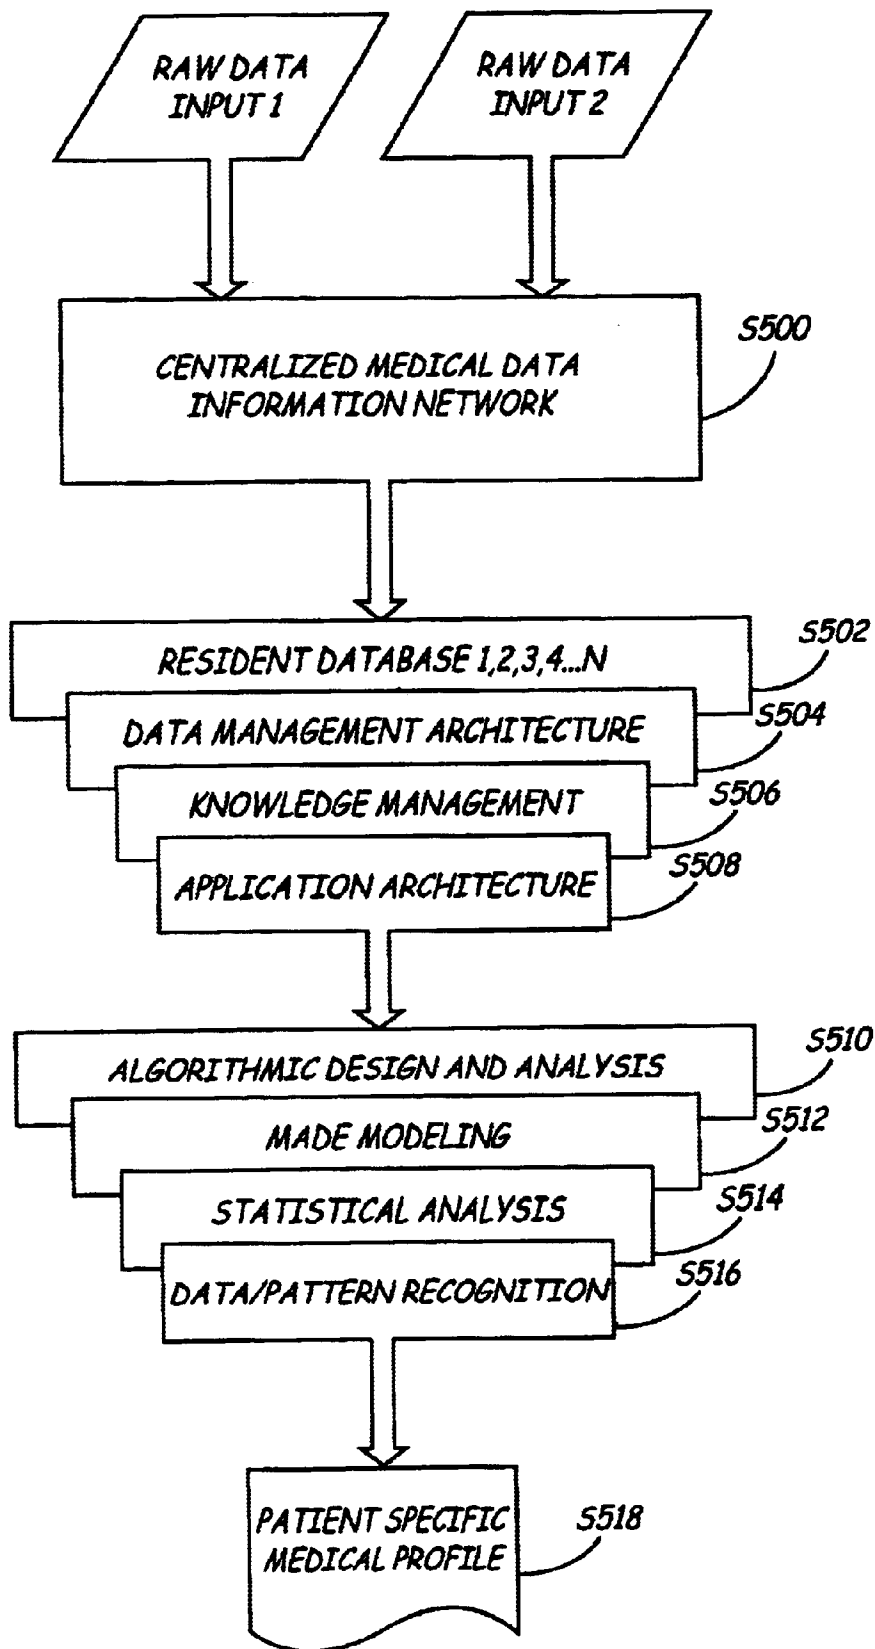 RAW DATA
INPUT 1
RAW DATA
INPUT 2
CENTRALIZED MEDICAL DATA
INFORMATION NETWORK
S500
RESIDENT DATABASE 1,2,3,4...N
S502
DATA MANAGEMENT ARCHITECTURE
S504
KNOWLEDGE MANAGEMENT
S506
APPLICATION ARCHITECTURE
S508
ALGORITHMIC DESIGN AND ANALYSIS
S510
MADE MODELING
S512
STATISTICAL ANALYSIS
S514
DATA/PATTERN RECOGNITION
S516
PATIENT SPECIFIC
MEDICAL PROFILE
S518